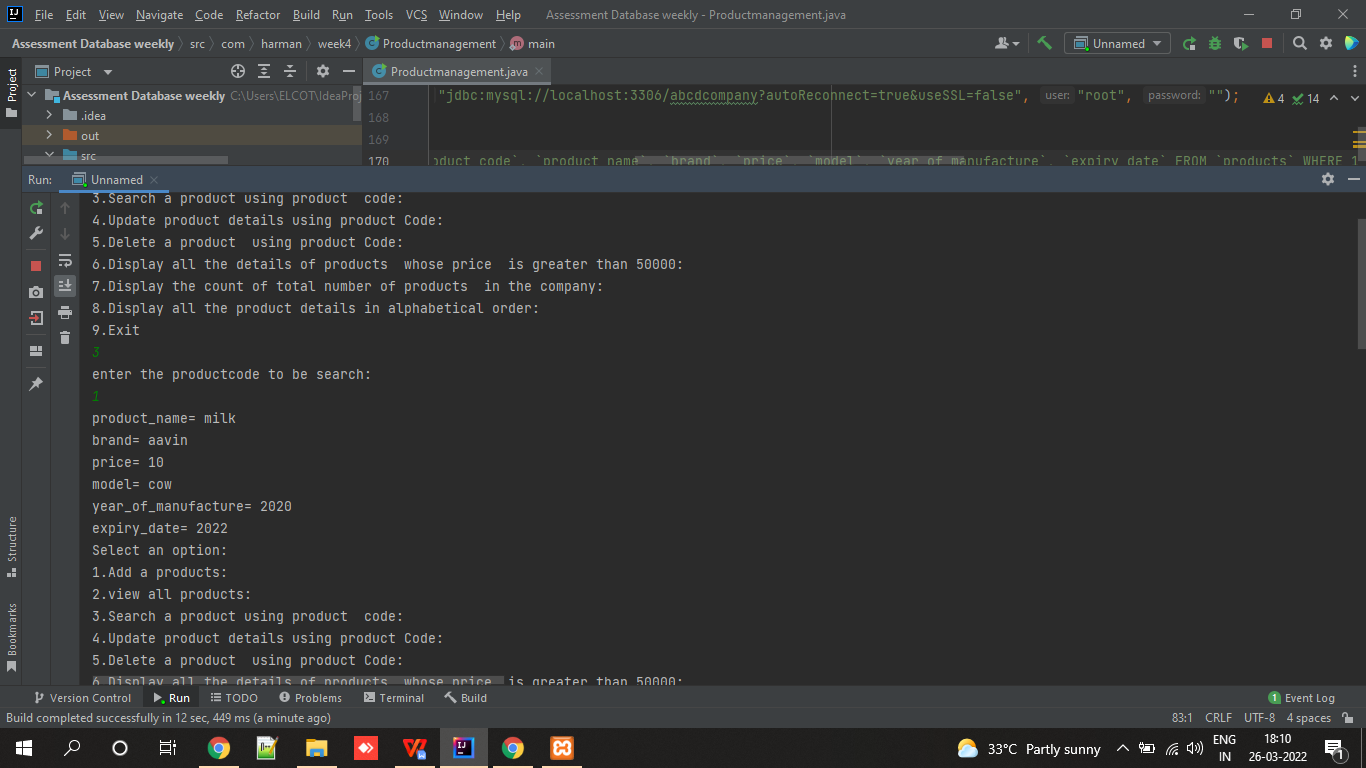 File Edit View Navigate Code Refactor Build Run Tools VCS Window Help Assessment Database weekly - Productmanagement.java
Assessment Database weekly src com harman week4 Productmanagement main Unnamed
Project Productmanagement.java
Project
Assessment Database weekly C:\Users\ELCOT\IdeaProj
.idea
out
src
167 "jdbc:mysql://localhost:3306/abcdcompany?autoReconnect=true&useSSL=false", user: "root", password: "");
4 14
168
169
170 oduct_code`, `product_name`, `brand`, `price`, `model`, `year_of_manufacture`, `expiry_date` FROM `products` WHERE 1
Run: Unnamed
3.Search a product using product  code:
4.Update product details using product Code:
5.Delete a product  using product Code:
6.Display all the details of products  whose price  is greater than 50000:
7.Display the count of total number of products  in the company:
8.Display all the product details in alphabetical order:
9.Exit
3
enter the productcode to be search:
1
product_name= milk
brand= aavin
price= 10
model= cow
year_of_manufacture= 2020
expiry_date= 2022
Select an option:
1.Add a products:
2.view all products:
3.Search a product using product  code:
4.Update product details using product Code:
5.Delete a product  using product Code:
6.Display all the details of products  whose price  is greater than 50000:
Structure
Bookmarks
Version Control Run TODO Problems Terminal Build 1 Event Log
Build completed successfully in 12 sec, 449 ms (a minute ago) 83:1 CRLF UTF-8 4 spaces
33°C Partly sunny ENG IN 18:10 26-03-2022 1